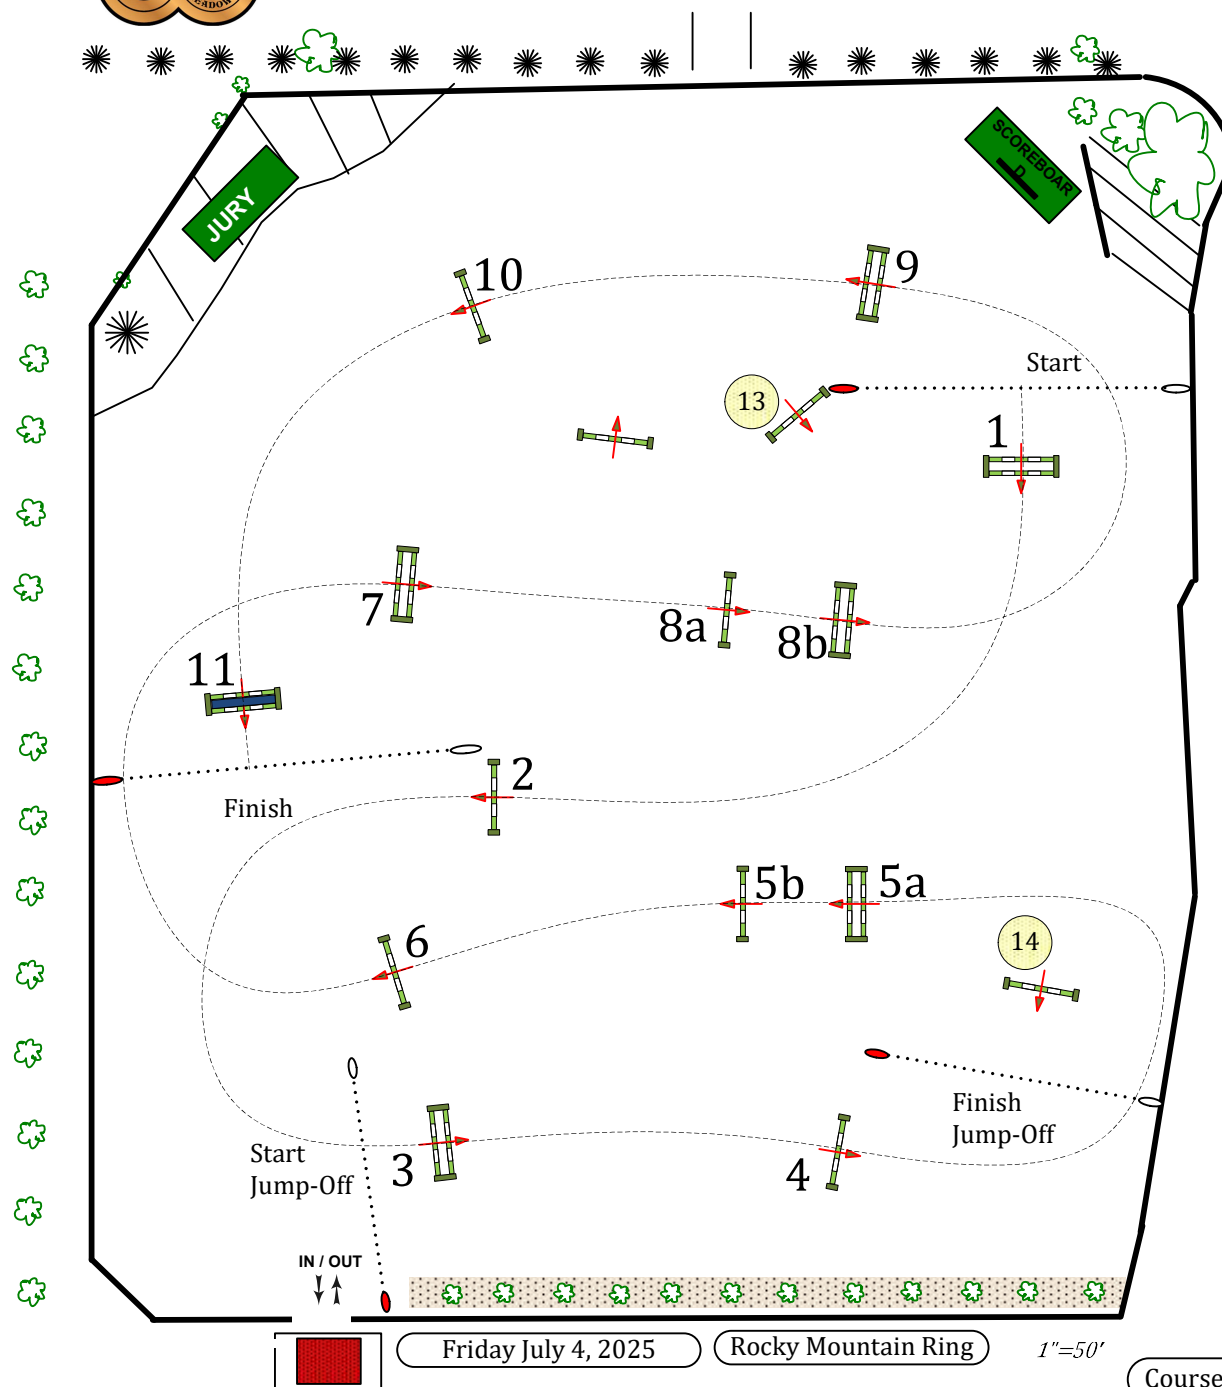 ADOW
JURY
SCOREBOAR
D
10
9
Start
13
1
7
8a
8b
11
2
Finish
5b
5a
14
6
Finish
Jump-Off
Start
Jump-Off
3
4
IN / OUT
Friday July 4, 2025
Rocky Mountain Ring
1"=50'
Course